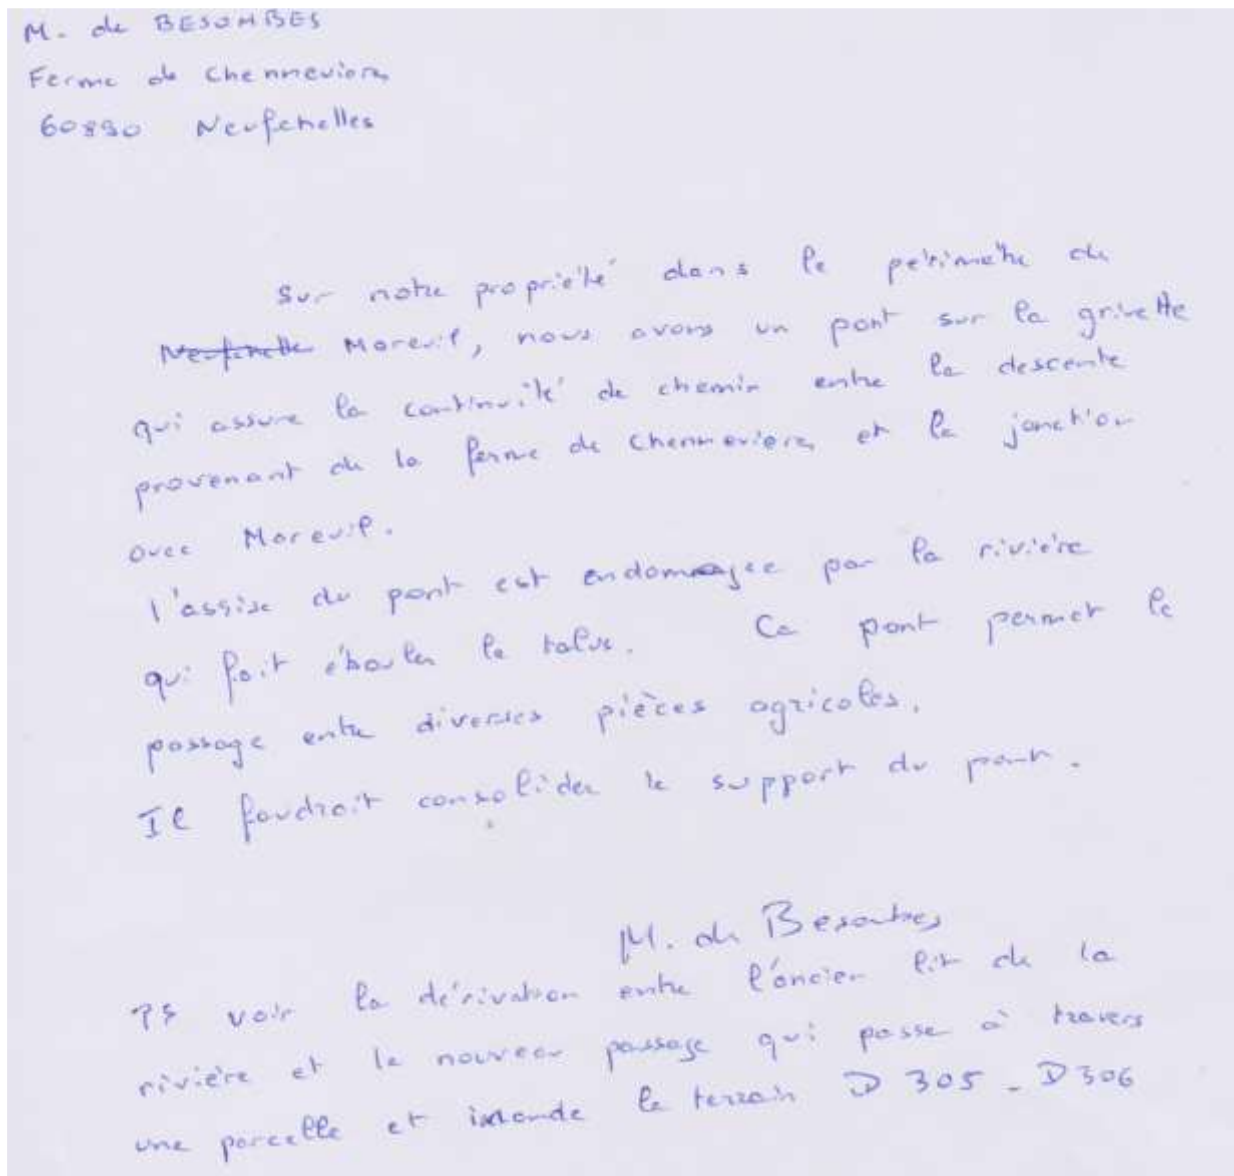 M. de BESOMBES
Ferme de Chennevieres
60890 Neufchelles
Sur notre propriété dans le périmètre de
Neufchelle Moreuil, nous avons un pont sur la grivette
qui assure la continuité de chemin entre la descente
provenant de la ferme de Chennevieres et la jonction
avec Moreuil.
l'assise du pont est endomagée par la rivière
qui fait ébouler le talus. Ce pont permet le
passage entre diverses pièces agricoles.
Il faudrait consolider le support du pont.
M. de Besombes
PS voir la dérivation entre l'ancien lit de la
rivière et le nouveau passage qui passe à travers
une parcelle et inonde le terrain D 305 - D 306